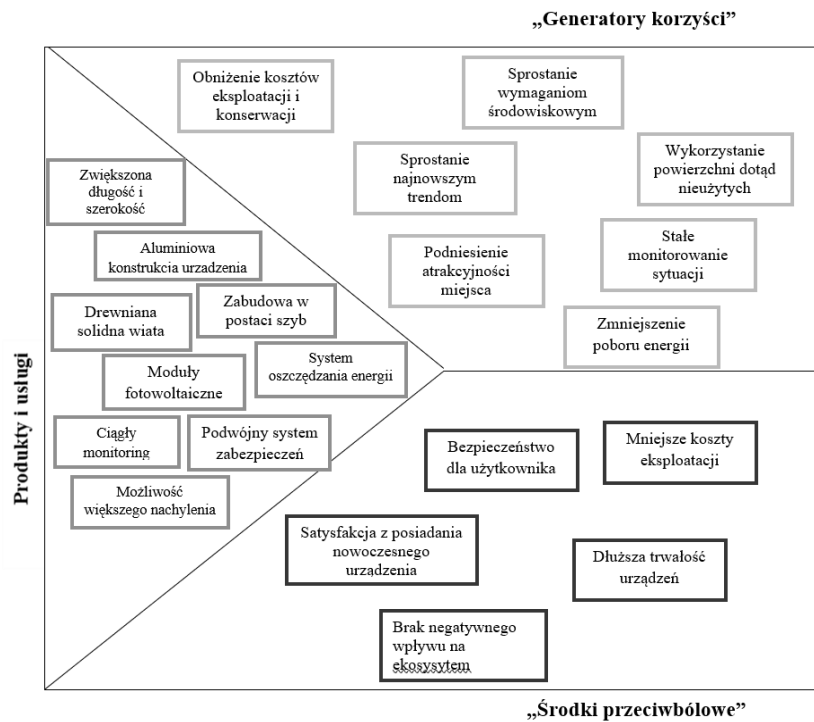 „Generatory korzyści”
Obniżenie kosztów
eksploatacji i
konserwacji
Sprostanie
wymaganiom
środowiskowym
Sprostanie
najnowszym
trendom
Wykorzystanie
powierzchni dotąd
nieużytych
Podniesienie
atrakcyjności
miejsca
Stałe
monitorowanie
sytuacji
Zmniejszenie
poboru energii
Produkty i usługi
Zwiększona
długość i
szerokość
Aluminiowa
konstrukcia urzadzenia
Drewniana
solidna wiata
Zabudowa w
postaci szyb
Moduły
fotowoltaiczne
System
oszczędzania energii
Ciągły
monitoring
Podwójny system
zabezpieczeń
Możliwość
większego nachylenia
Bezpieczeństwo
dla użytkownika
Mniejsze koszty
eksploatacji
Satysfakcja z posiadania
nowoczesnego
urządzenia
Dłuższa trwałość
urządzeń
Brak negatywnego
wpływu na
ekosysytem
„Środki przeciwbólowe”